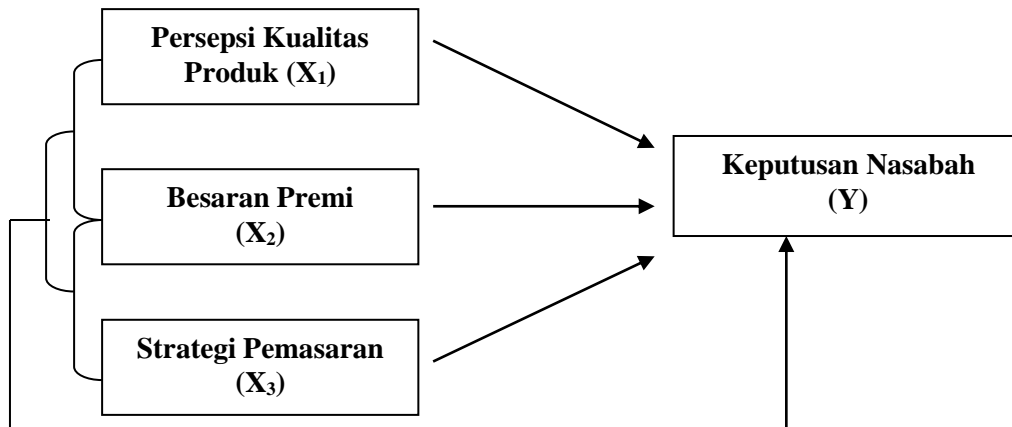 Persepsi Kualitas
Produk (X₁)
Besaran Premi
(X₂)
Strategi Pemasaran
(X₃)
Keputusan Nasabah
(Y)